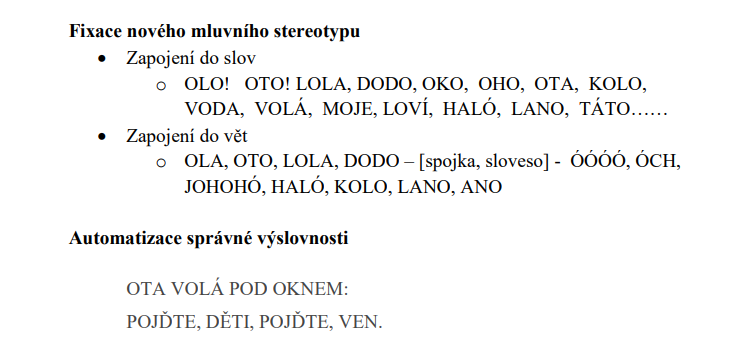 Fixace nového mluvního stereotypu
• Zapojení do slov
o OLO! OTO! LOLA, DODO, OKO, OHO, OTA, KOLO,
VODA, VOLÁ, MOJE, LOVÍ, HALÓ, LANO, TÁTO……
• Zapojení do vět
o OLA, OTO, LOLA, DODO – [spojka, sloveso] - ÓÓÓÓ, ÓCH,
JOHOHÓ, HALÓ, KOLO, LANO, ANO
Automatizace správné výslovnosti
OTA VOLÁ POD OKNEM:
POJĎTE, DĚTI, POJĎTE, VEN.